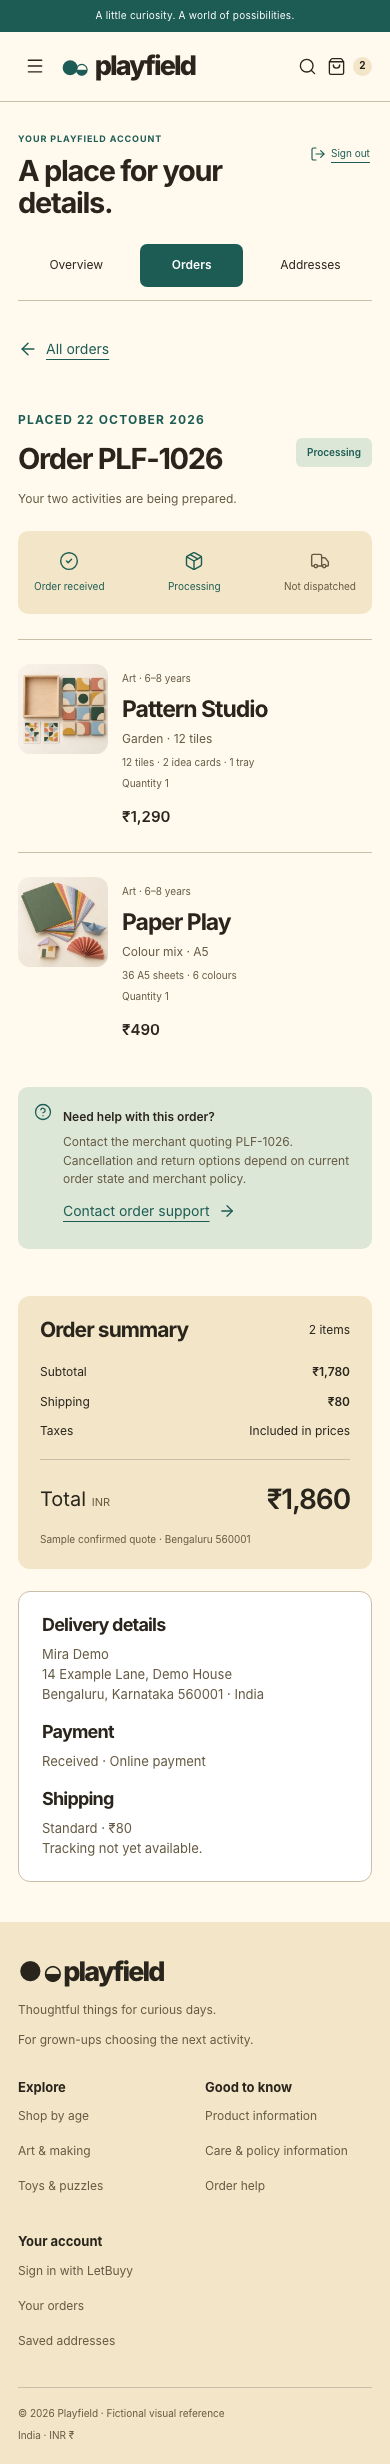 A little curiosity. A world of possibilities.
playfield
2
YOUR PLAYFIELD ACCOUNT
A place for your
details.
Sign out
Overview
Orders
Addresses
All orders
PLACED 22 OCTOBER 2026
Order PLF-1026
Processing
Your two activities are being prepared.
Order received
Processing
Not dispatched
Art · 6–8 years
Pattern Studio
Garden · 12 tiles
12 tiles · 2 idea cards · 1 tray
Quantity 1
₹1,290
Art · 6–8 years
Paper Play
Colour mix · A5
36 A5 sheets · 6 colours
Quantity 1
₹490
Need help with this order?
Contact the merchant quoting PLF-1026.
Cancellation and return options depend on current
order state and merchant policy.
Contact order support
Order summary
2 items
Subtotal
₹1,780
Shipping
₹80
Taxes
Included in prices
Total INR
₹1,860
Sample confirmed quote · Bengaluru 560001
Delivery details
Mira Demo
14 Example Lane, Demo House
Bengaluru, Karnataka 560001 · India
Payment
Received · Online payment
Shipping
Standard · ₹80
Tracking not yet available.
playfield
Thoughtful things for curious days.
For grown-ups choosing the next activity.
Explore
Shop by age
Art & making
Toys & puzzles
Good to know
Product information
Care & policy information
Order help
Your account
Sign in with LetBuyy
Your orders
Saved addresses
© 2026 Playfield · Fictional visual reference
India · INR ₹